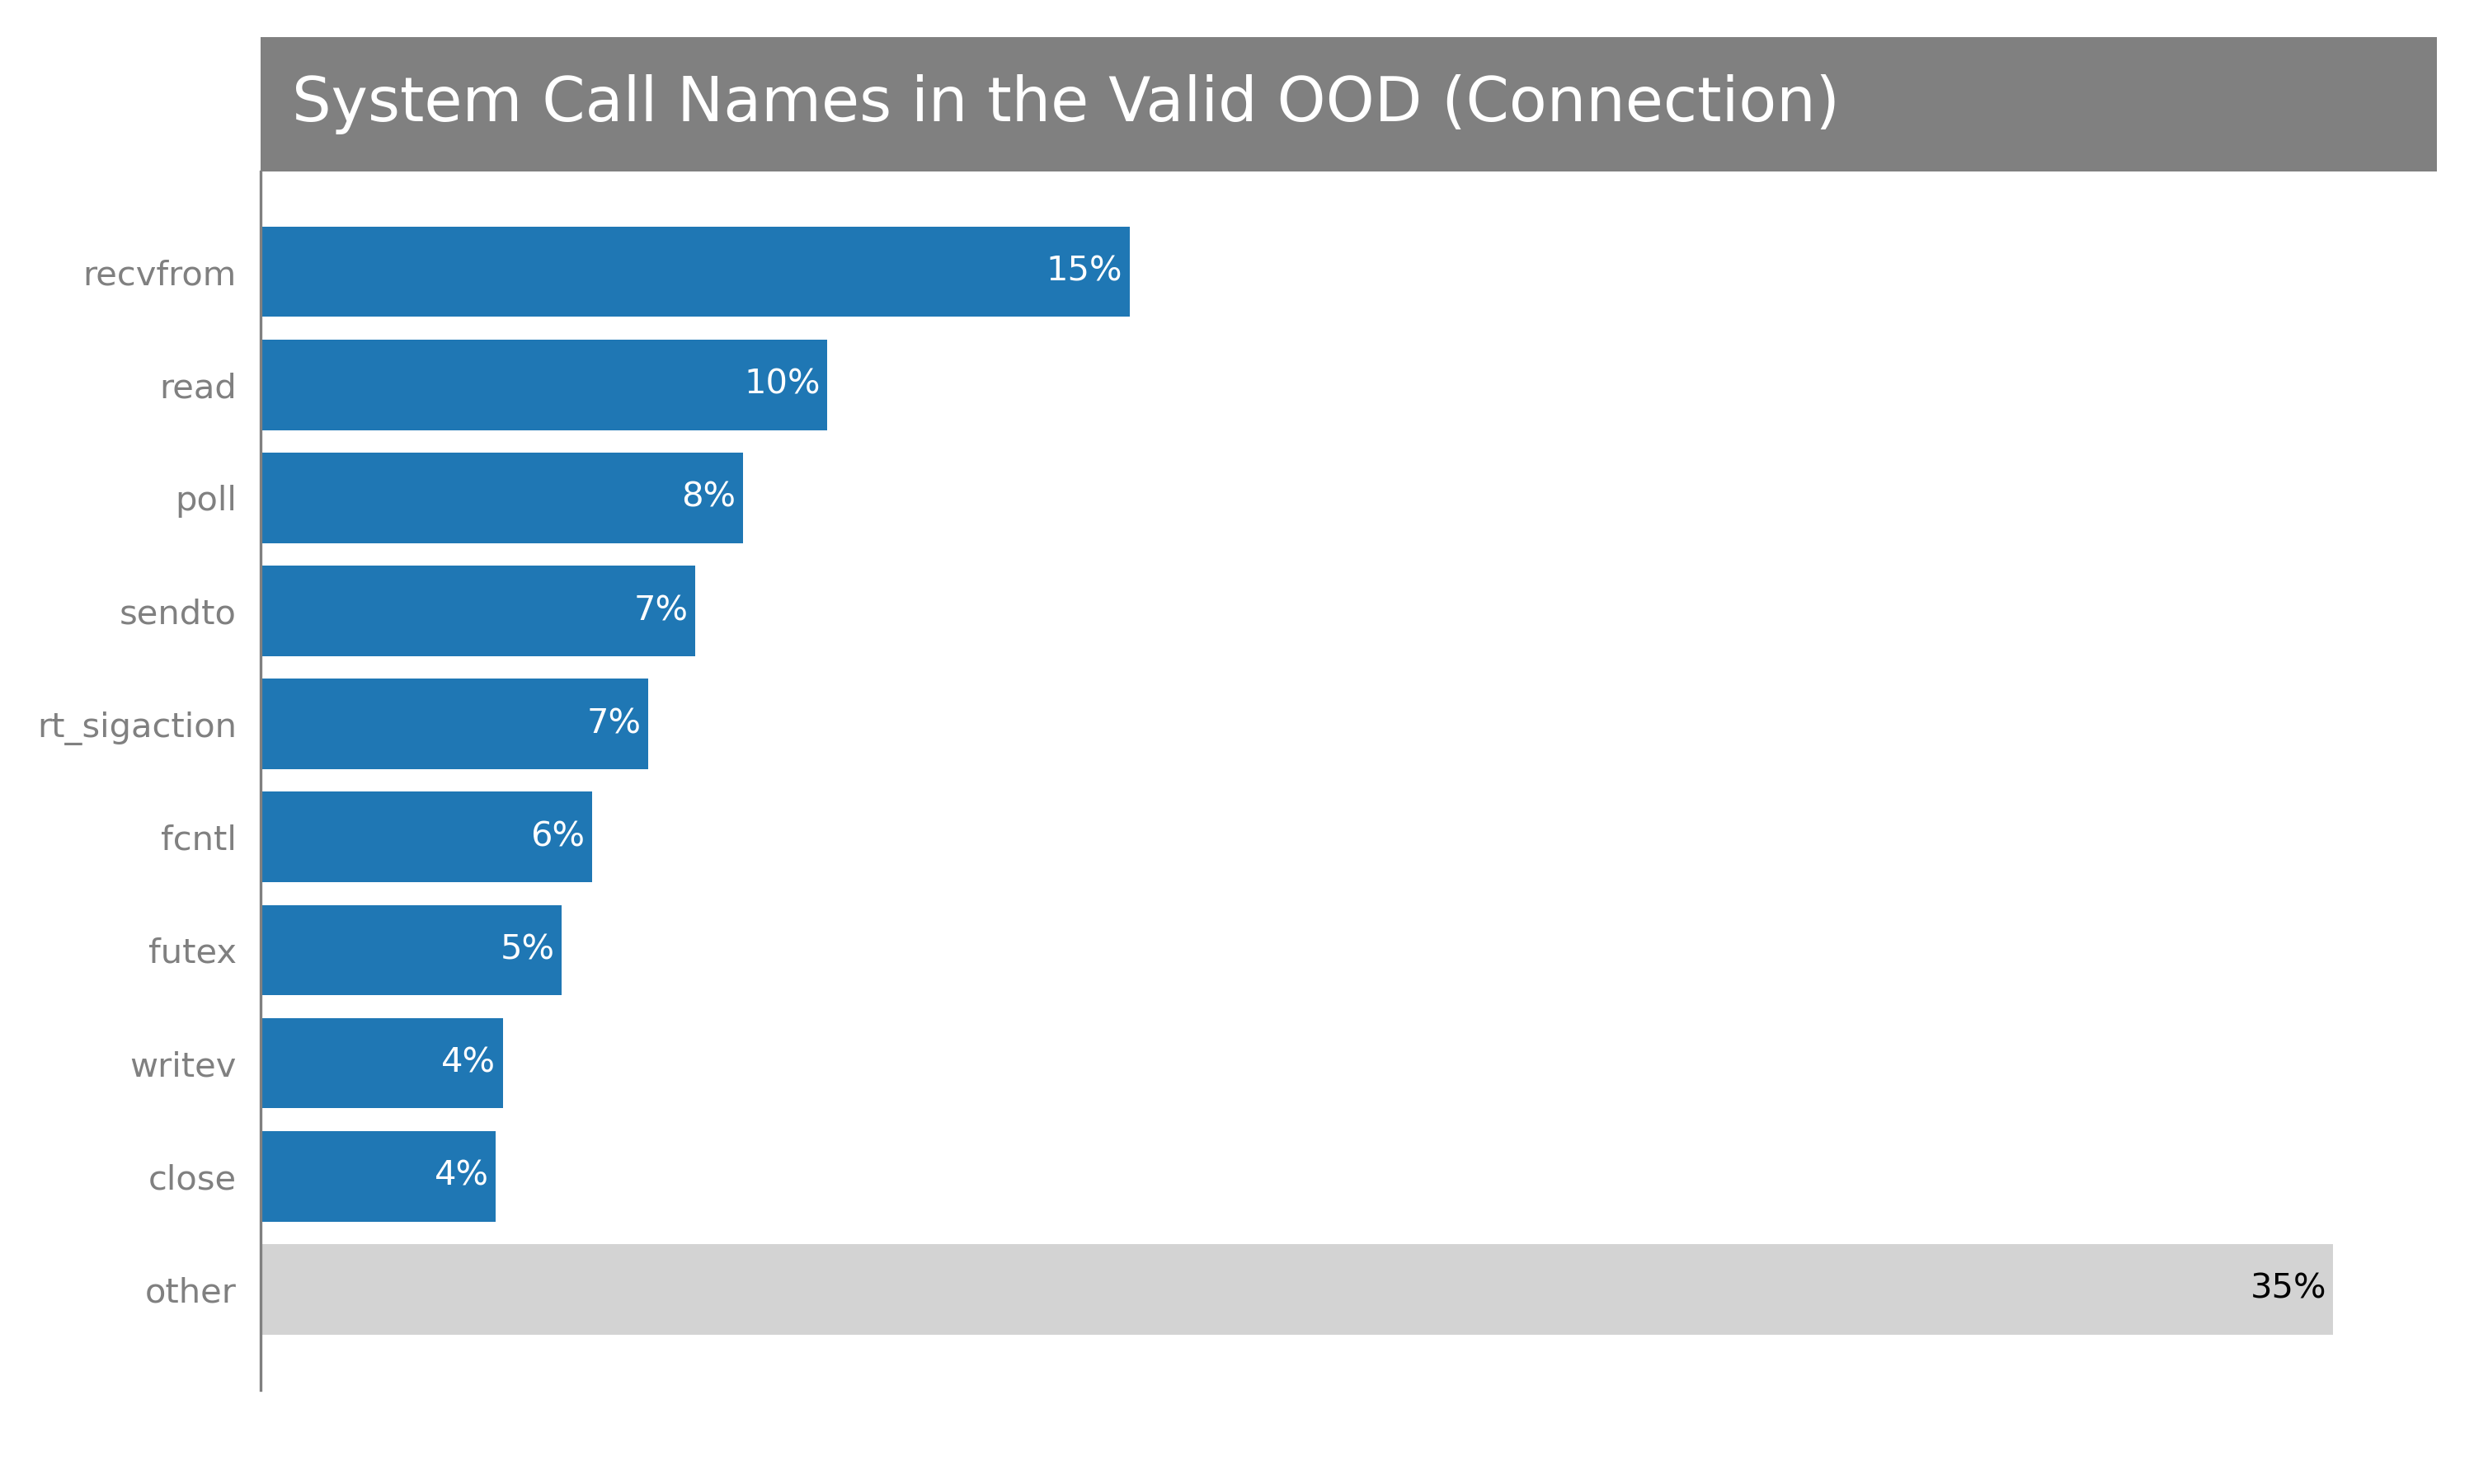 System Call Names in the Valid OOD (Connection)
recvfrom 15%
read 10%
poll 8%
sendto 7%
rt_sigaction 7%
fcntl 6%
futex 5%
writev 4%
close 4%
other 35%